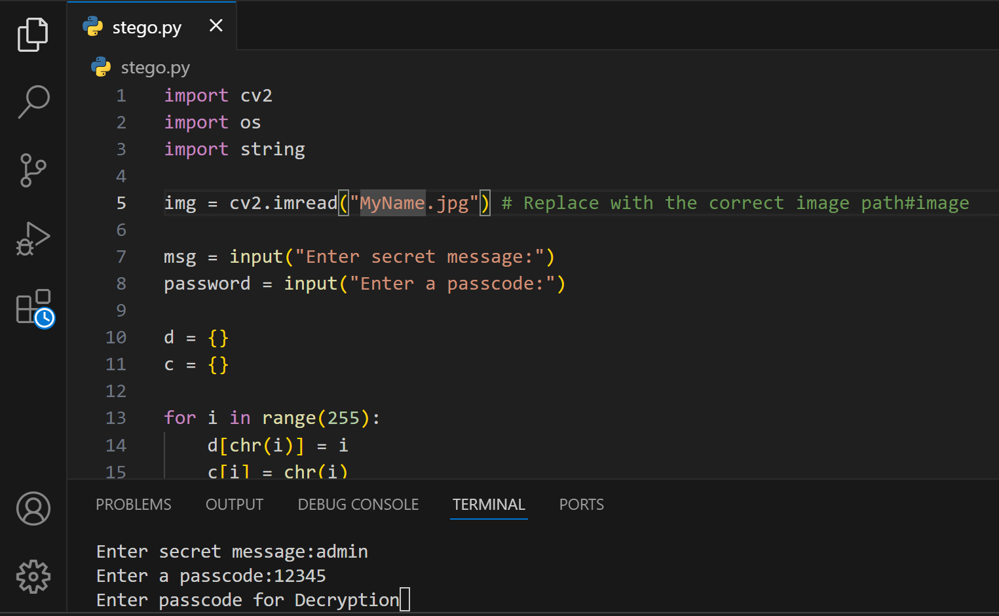 stego.py
stego.py
1 import cv2
2 import os
3 import string
4
5 img = cv2.imread("MyName.jpg") # Replace with the correct image path#image
6
7 msg = input("Enter secret message:")
8 password = input("Enter a passcode:")
9
10 d = {}
11 c = {}
12
13 for i in range(255):
14     d[chr(i)] = i
15     c[i] = chr(i)
PROBLEMS OUTPUT DEBUG CONSOLE TERMINAL PORTS
Enter secret message:admin
Enter a passcode:12345
Enter passcode for Decryption